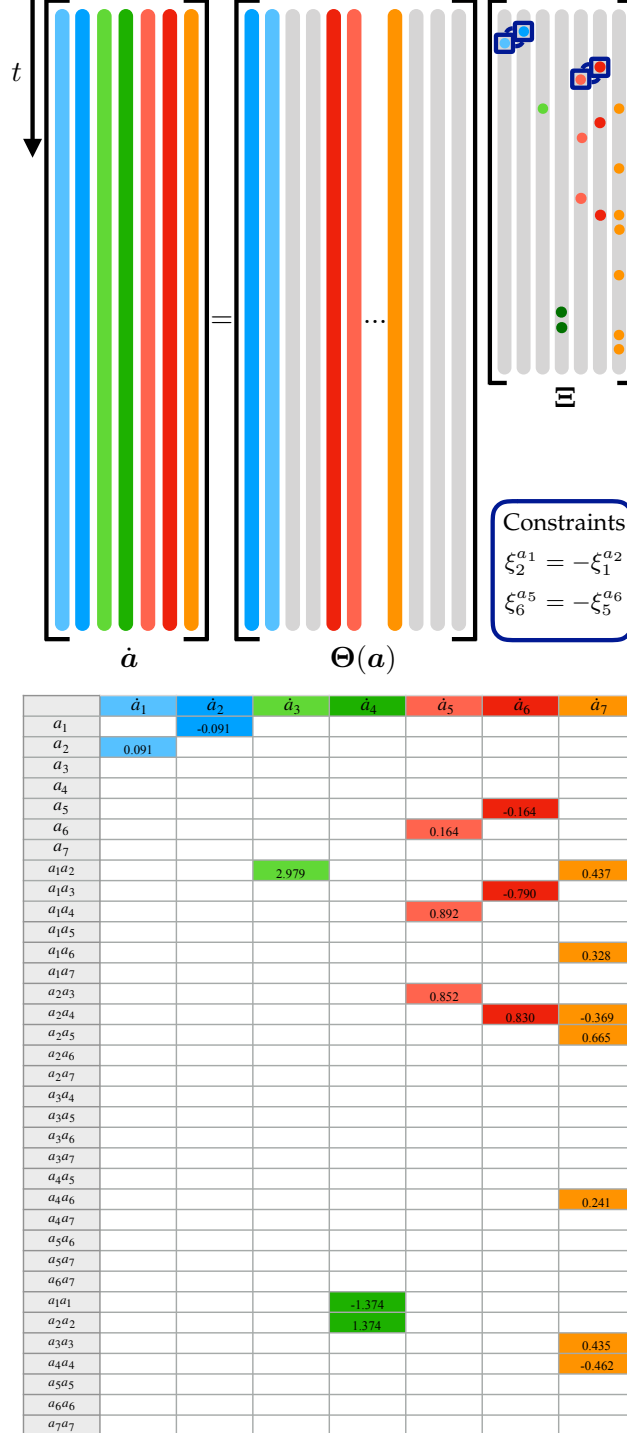 t
=
...
Ξ
Constraints
ξ₂^{a₁} = −ξ₁^{a₂}
ξ₆^{a₅} = −ξ₅^{a₆}
ȧ
Θ(a)
ȧ₁ ȧ₂ ȧ₃ ȧ₄ ȧ₅ ȧ₆ ȧ₇
a₁ -0.091
a₂ 0.091
a₃
a₄
a₅ -0.164
a₆ 0.164
a₇
a₁a₂ 2.979 0.437
a₁a₃ -0.790
a₁a₄ 0.892
a₁a₅
a₁a₆ 0.328
a₁a₇
a₂a₃ 0.852
a₂a₄ 0.830 -0.369
a₂a₅ 0.665
a₂a₆
a₂a₇
a₃a₄
a₃a₅
a₃a₆
a₃a₇
a₄a₅
a₄a₆ 0.241
a₄a₇
a₅a₆
a₅a₇
a₆a₇
a₁a₁ -1.374
a₂a₂ 1.374
a₃a₃ 0.435
a₄a₄ -0.462
a₅a₅
a₆a₆
a₇a₇